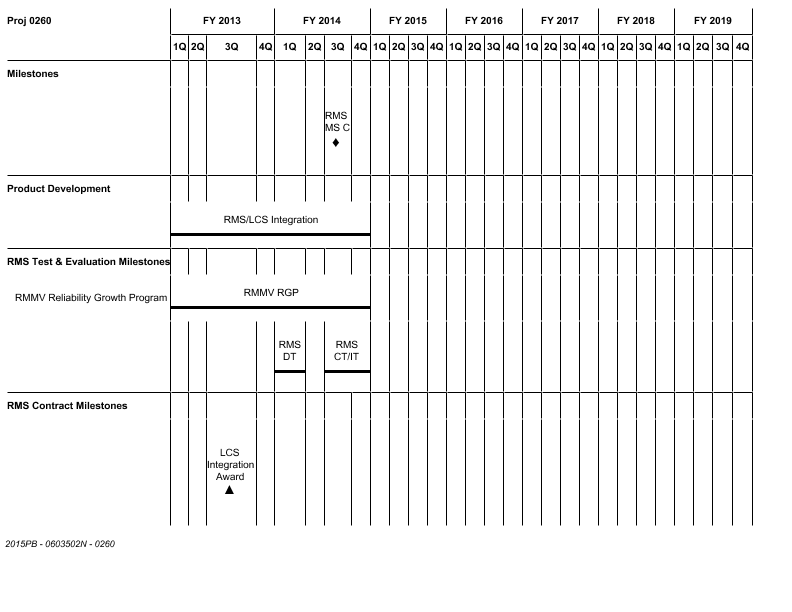 Proj 0260 FY 2013 FY 2014 FY 2015 FY 2016 FY 2017 FY 2018 FY 2019
1Q 2Q 3Q 4Q 1Q 2Q 3Q 4Q 1Q 2Q 3Q 4Q 1Q 2Q 3Q 4Q 1Q 2Q 3Q 4Q 1Q 2Q 3Q 4Q 1Q 2Q 3Q 4Q
Milestones
RMS
MS C
Product Development
RMS/LCS Integration
RMS Test & Evaluation Milestones
RMMV Reliability Growth Program RMMV RGP
RMS RMS
DT CT/IT
RMS Contract Milestones
LCS
Integration
Award
2015PB - 0603502N - 0260